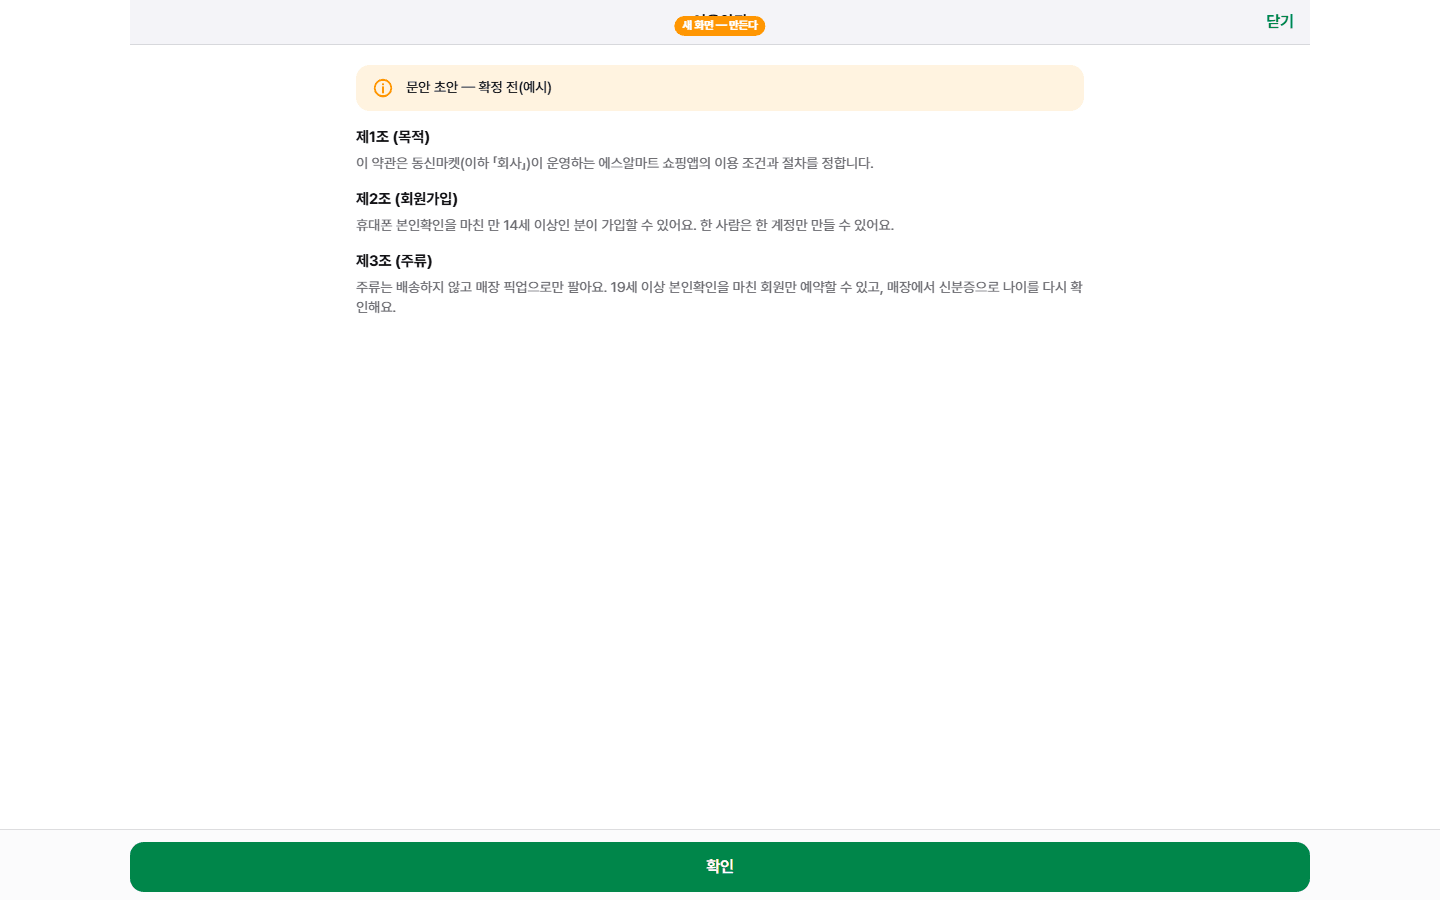 새 화면 — 만든다
닫기
문안 초안 — 확정 전(예시)
제1조 (목적)
이 약관은 동신마켓(이하 「회사」)이 운영하는 에스알마트 쇼핑앱의 이용 조건과 절차를 정합니다.
제2조 (회원가입)
휴대폰 본인확인을 마친 만 14세 이상인 분이 가입할 수 있어요. 한 사람은 한 계정만 만들 수 있어요.
제3조 (주류)
주류는 배송하지 않고 매장 픽업으로만 팔아요. 19세 이상 본인확인을 마친 회원만 예약할 수 있고, 매장에서 신분증으로 나이를 다시 확
인해요.
확인